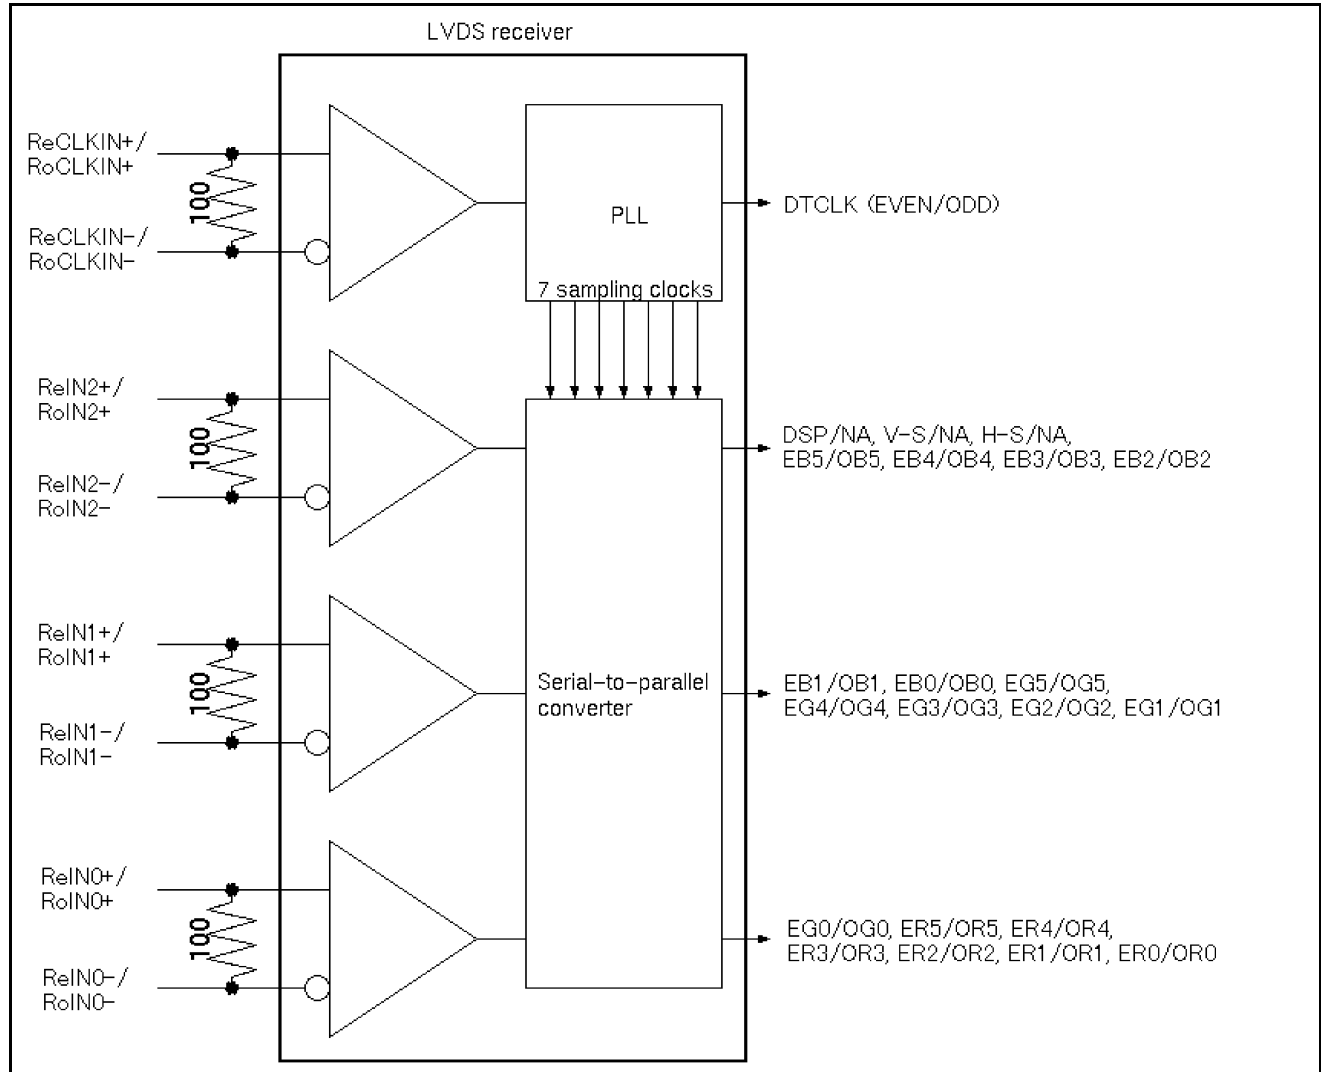 LVDS receiver
ReCLKIN+/
RoCLKIN+
100
ReCLKIN-/
RoCLKIN-
PLL
7 sampling clocks
DTCLK (EVEN/ODD)
ReIN2+/
RoIN2+
100
ReIN2-/
RoIN2-
DSP/NA, V-S/NA, H-S/NA,
EB5/OB5, EB4/OB4, EB3/OB3, EB2/OB2
ReIN1+/
RoIN1+
100
ReIN1-/
RoIN1-
Serial-to-parallel
converter
EB1/OB1, EB0/OB0, EG5/OG5,
EG4/OG4, EG3/OG3, EG2/OG2, EG1/OG1
ReIN0+/
RoIN0+
100
ReIN0-/
RoIN0-
EG0/OG0, ER5/OR5, ER4/OR4,
ER3/OR3, ER2/OR2, ER1/OR1, ER0/OR0